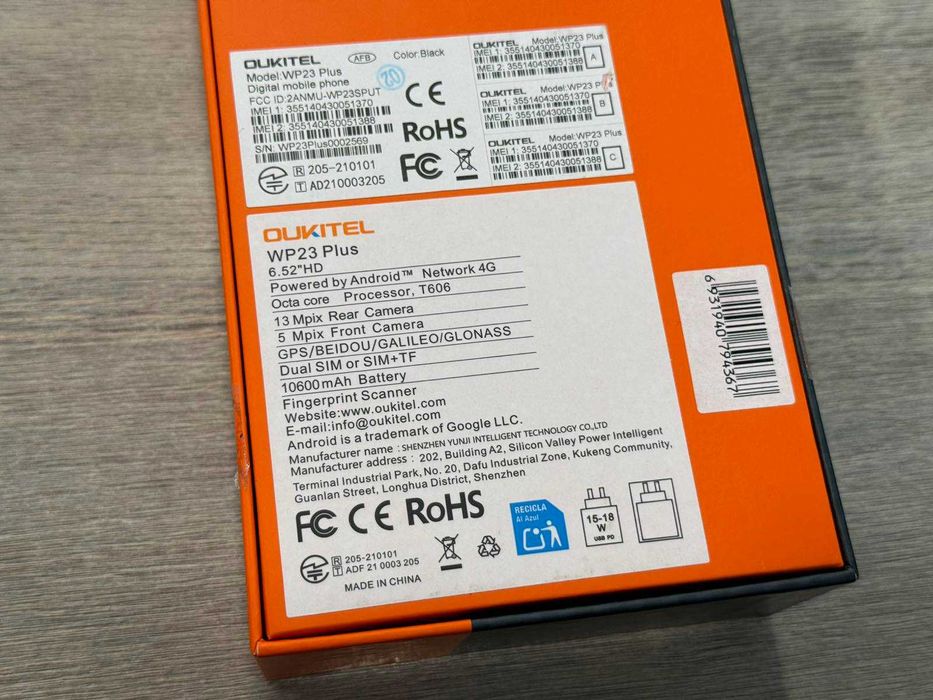 OUKITEL AFB Color:Black
Model:WP23 Plus
Digital mobile phone 20
FCC ID:2ANMU-WP23SPUT
IMEI 1: 355140430051370
IMEI 2: 355140430051388
S/N: WP23Plus0002569
CE
RoHS
FC
R 205-210101
T AD210003205
OUKITEL Model:WP23 Plus
IMEI 1: 355140430051370
IMEI 2: 355140430051388
A
OUKITEL Model:WP23
IMEI 1: 355140430051370
IMEI 2: 355140430051388
B
OUKITEL Model:WP23 Plus
IMEI 1: 355140430051370
IMEI 2: 355140430051388
C
OUKITEL
WP23 Plus
6.52"HD
Powered by Android™ Network 4G
Octa core Processor, T606
13 Mpix Rear Camera
5 Mpix Front Camera
GPS/BEIDOU/GALILEO/GLONASS
Dual SIM or SIM+TF
10600mAh Battery
Fingerprint Scanner
Website:www.oukitel.com
E-mail:info@oukitel.com
Android is a trademark of Google LLC.
Manufacturer name : SHENZHEN YUNJI INTELLIGENT TECHNOLOGY CO.,LTD
Manufacturer address : 202, Building A2, Silicon Valley Power Intelligent
Terminal Industrial Park, No. 20, Dafu Industrial Zone, Kukeng Community,
Guanlan Street, Longhua District, Shenzhen
FC CE RoHS
RECICLA
Al Azul
15-18
W
USB PD
R 205-210101
T ADF 21 0003 205
MADE IN CHINA
6 931940 794367